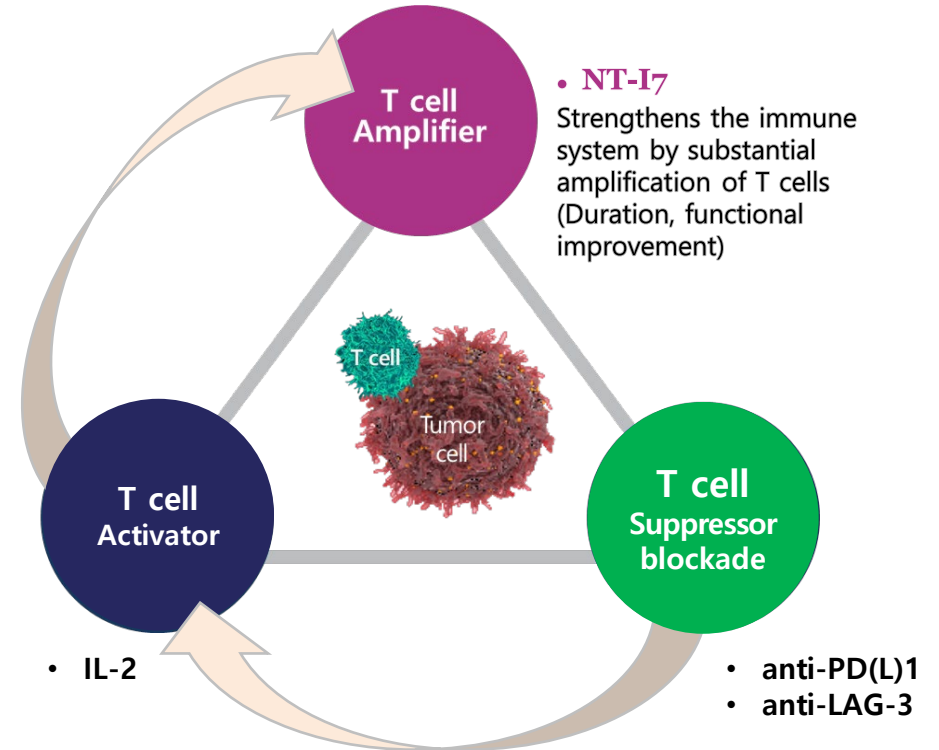 T cell
Amplifier
• NT-I7
Strengthens the immune
system by substantial
amplification of T cells
(Duration, functional
improvement)
T cell
Tumor
cell
T cell
Activator
T cell
Suppressor
blockade
• IL-2
• anti-PD(L)1
• anti-LAG-3